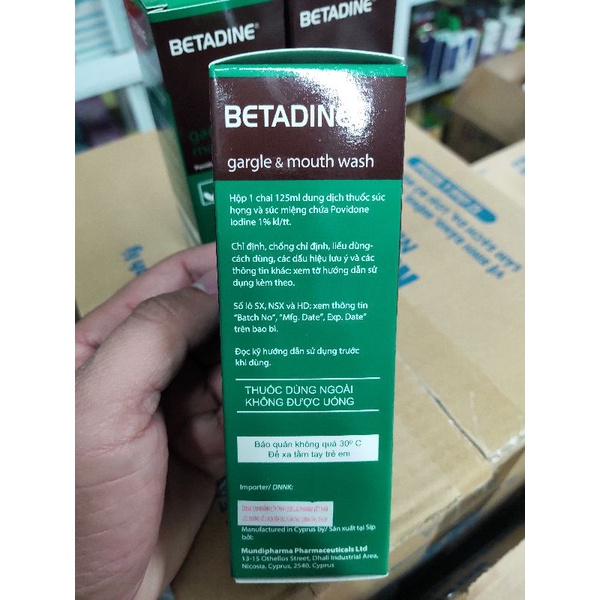 BETADINE®
BETADINE®
BETADINE
gargle & mouth wash
Hộp 1 chai 125ml dung dịch thuốc súc
họng và súc miệng chứa Povidone
Iodine 1% kl/tt.
Chỉ định, chống chỉ định, liều dùng-
cách dùng, các dấu hiệu lưu ý và các
thông tin khác: xem tờ hướng dẫn sử
dụng kèm theo.
Số lô SX, NSX và HD: xem thông tin
"Batch No", "Mfg. Date", Exp. Date"
trên bao bì.
Đọc kỹ hướng dẫn sử dụng trước
khi dùng.
THUỐC DÙNG NGOÀI
KHÔNG ĐƯỢC UỐNG
Bảo quản không quá 30º C
Để xa tầm tay trẻ em
Importer/ DNNK:
Manufactured in Cyprus by/ Sản xuất tại Síp
bởi:
Mundipharma Pharmaceuticals Ltd
13-15 Othellos Street, Dhali Industrial Area,
Nicosia, Cyprus, 2540, Cyprus